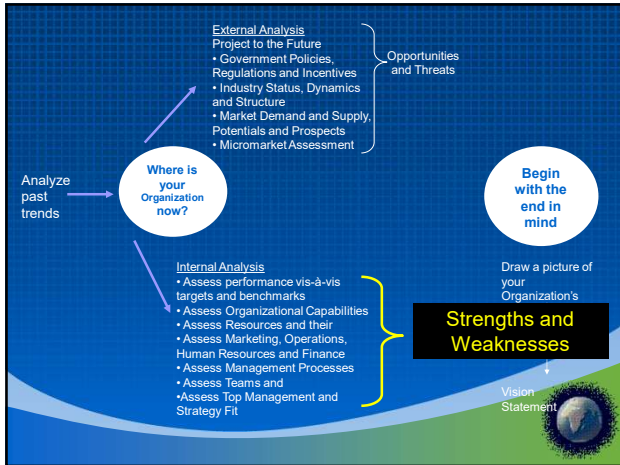 External Analysis
Project to the Future
• Government Policies,
Regulations and Incentives
• Industry Status, Dynamics
and Structure
• Market Demand and Supply,
Potentials and Prospects
• Micromarket Assessment
Opportunities
and Threats
Analyze
past
trends
Where is
your
Organization
now?
Begin
with the
end in
mind
Internal Analysis
• Assess performance vis-à-vis
targets and benchmarks
• Assess Organizational Capabilities
• Assess Resources and their
• Assess Marketing, Operations,
Human Resources and Finance
• Assess Management Processes
• Assess Teams and
•Assess Top Management and
Strategy Fit
Draw a picture of
your
Organization's
Strengths and
Weaknesses
Vision
Statement